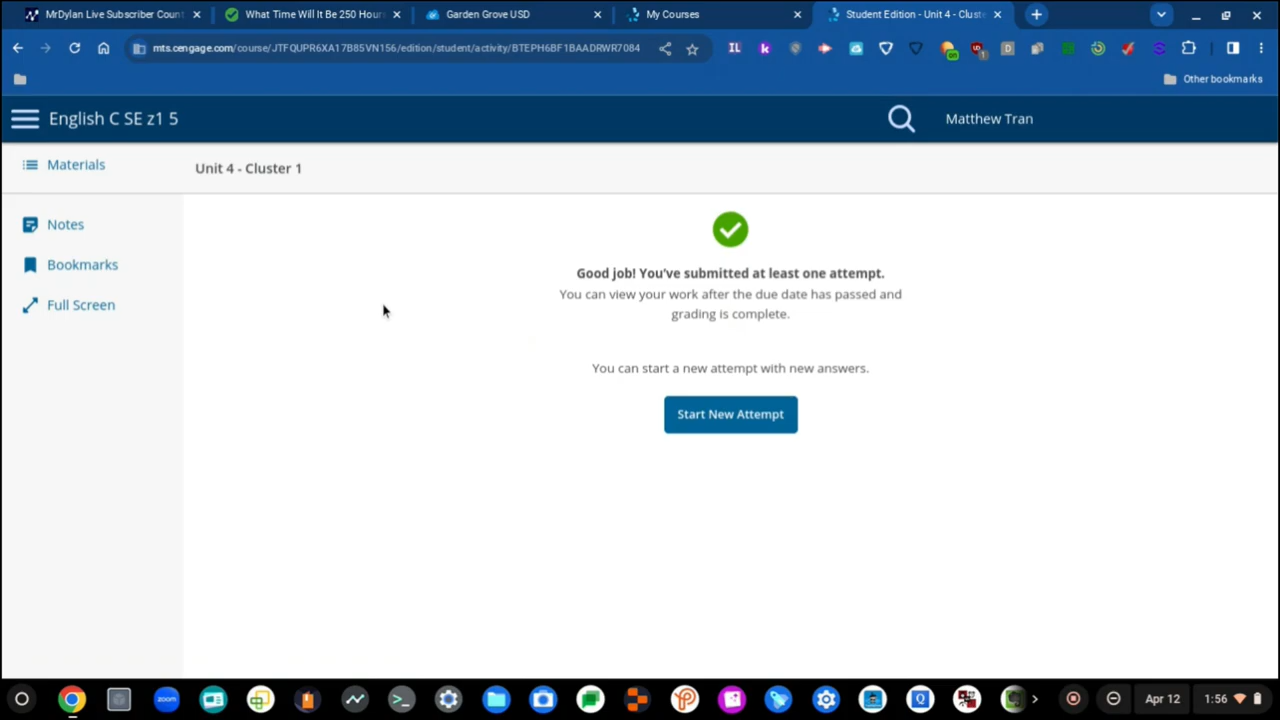 MrDylan Live Subscriber Count
What Time Will It Be 250 Hours
Garden Grove USD
My Courses
Student Edition - Unit 4 - Cluste
mts.cengage.com/course/JTFQUPR6XA17B85VN156/edition/student/activity/BTEPH6BF1BAADRWR7084
Other bookmarks
English C SE z1 5
Matthew Tran
Materials
Unit 4 - Cluster 1
Notes
Bookmarks
Full Screen
Good job! You've submitted at least one attempt.
You can view your work after the due date has passed and
grading is complete.
You can start a new attempt with new answers.
Start New Attempt
zoom
Apr 12
1:56